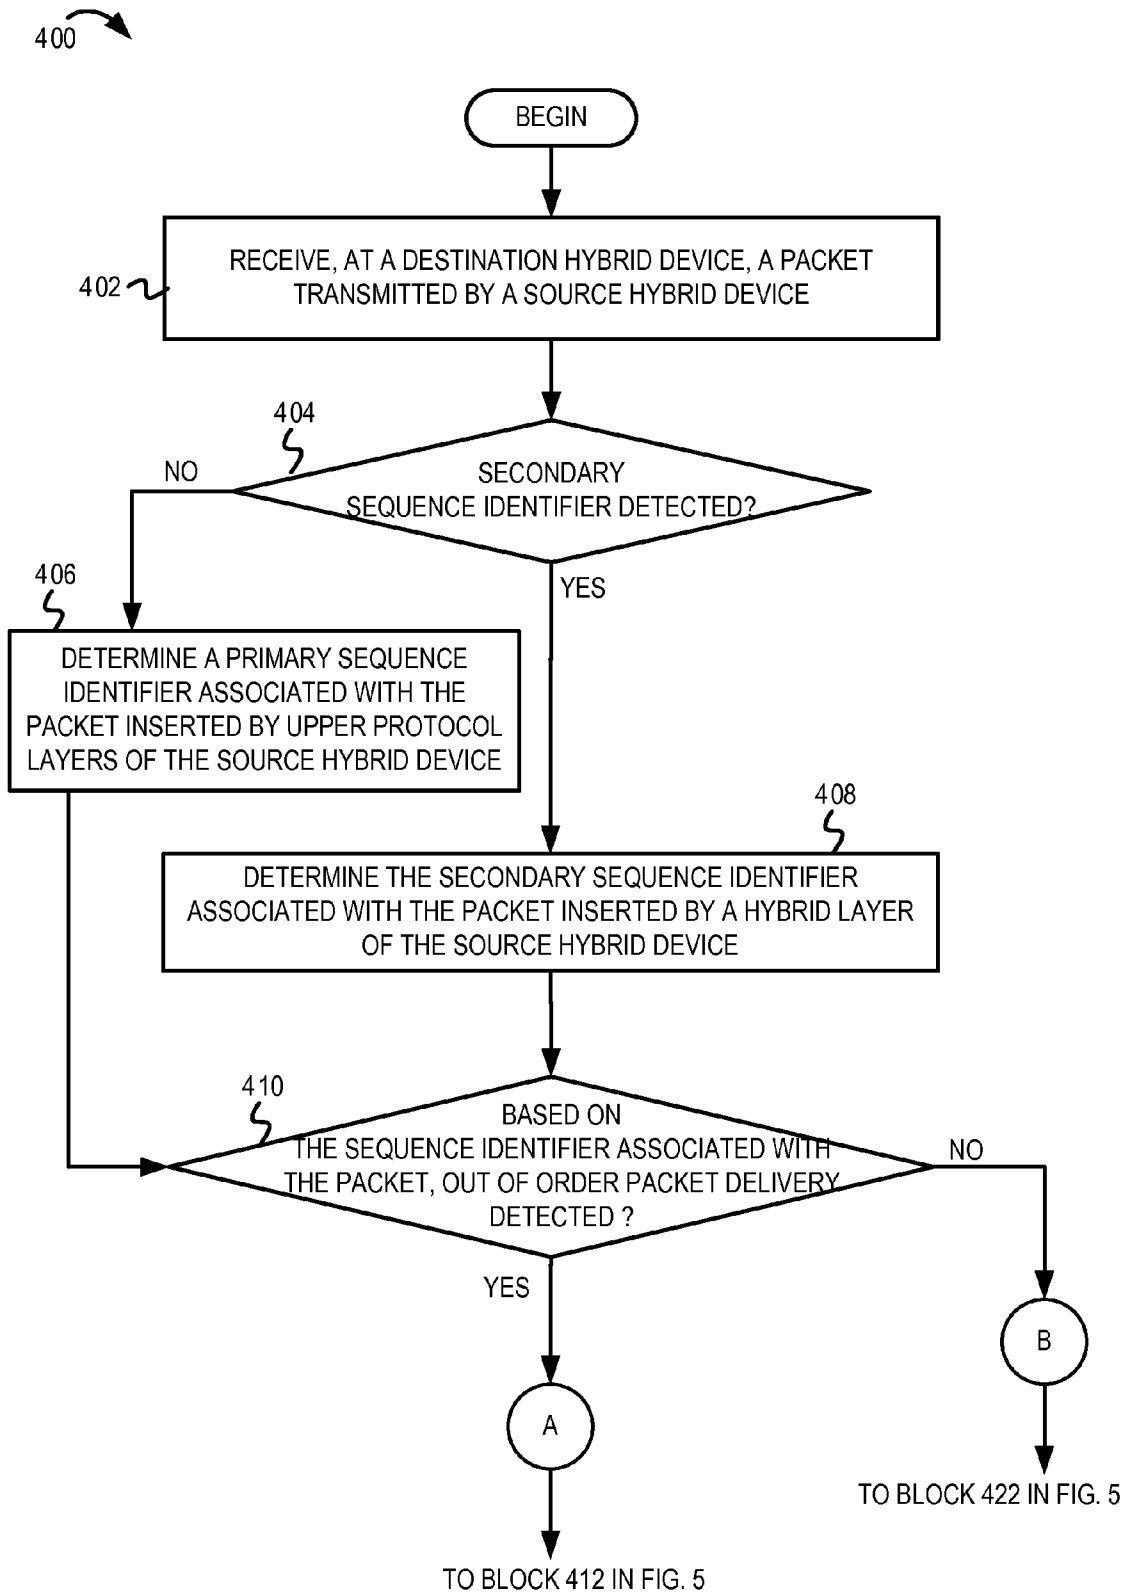 400
BEGIN
RECEIVE, AT A DESTINATION HYBRID DEVICE, A PACKET
TRANSMITTED BY A SOURCE HYBRID DEVICE
402
404
NO
SECONDARY
SEQUENCE IDENTIFIER DETECTED?
YES
406
DETERMINE A PRIMARY SEQUENCE
IDENTIFIER ASSOCIATED WITH THE
PACKET INSERTED BY UPPER PROTOCOL
LAYERS OF THE SOURCE HYBRID DEVICE
408
DETERMINE THE SECONDARY SEQUENCE IDENTIFIER
ASSOCIATED WITH THE PACKET INSERTED BY A HYBRID LAYER
OF THE SOURCE HYBRID DEVICE
410
BASED ON
THE SEQUENCE IDENTIFIER ASSOCIATED WITH
THE PACKET, OUT OF ORDER PACKET DELIVERY
DETECTED ?
NO
YES
B
A
TO BLOCK 422 IN FIG. 5
TO BLOCK 412 IN FIG. 5